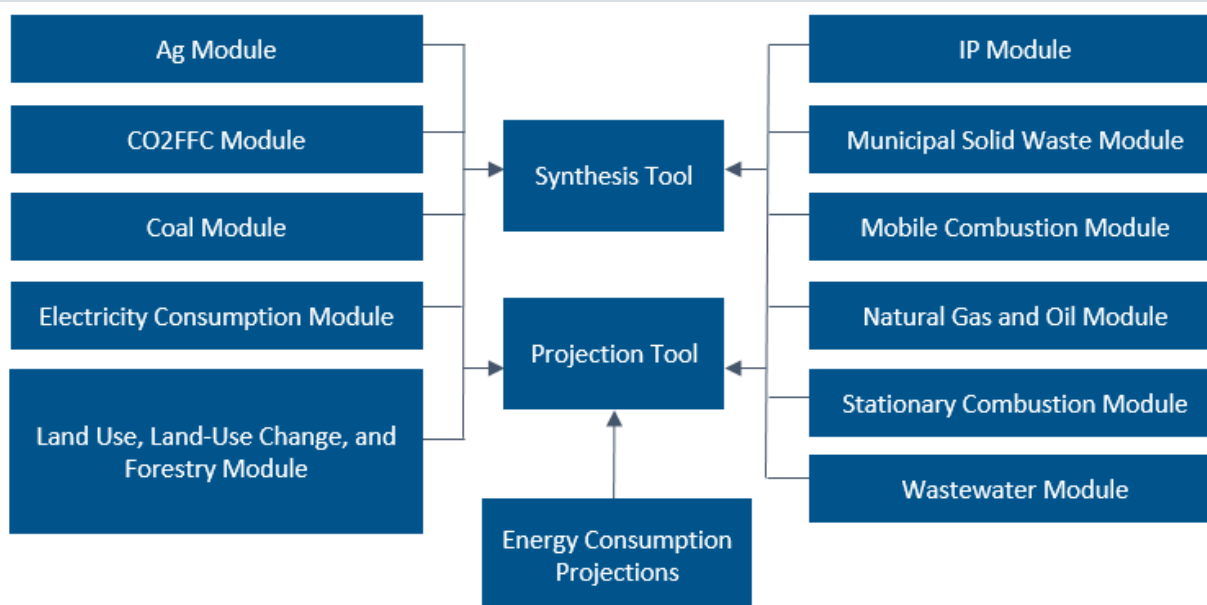 Ag Module
CO2FFC Module
Coal Module
Electricity Consumption Module
Land Use, Land-Use Change, and
Forestry Module
Synthesis Tool
Projection Tool
Energy Consumption
Projections
IP Module
Municipal Solid Waste Module
Mobile Combustion Module
Natural Gas and Oil Module
Stationary Combustion Module
Wastewater Module